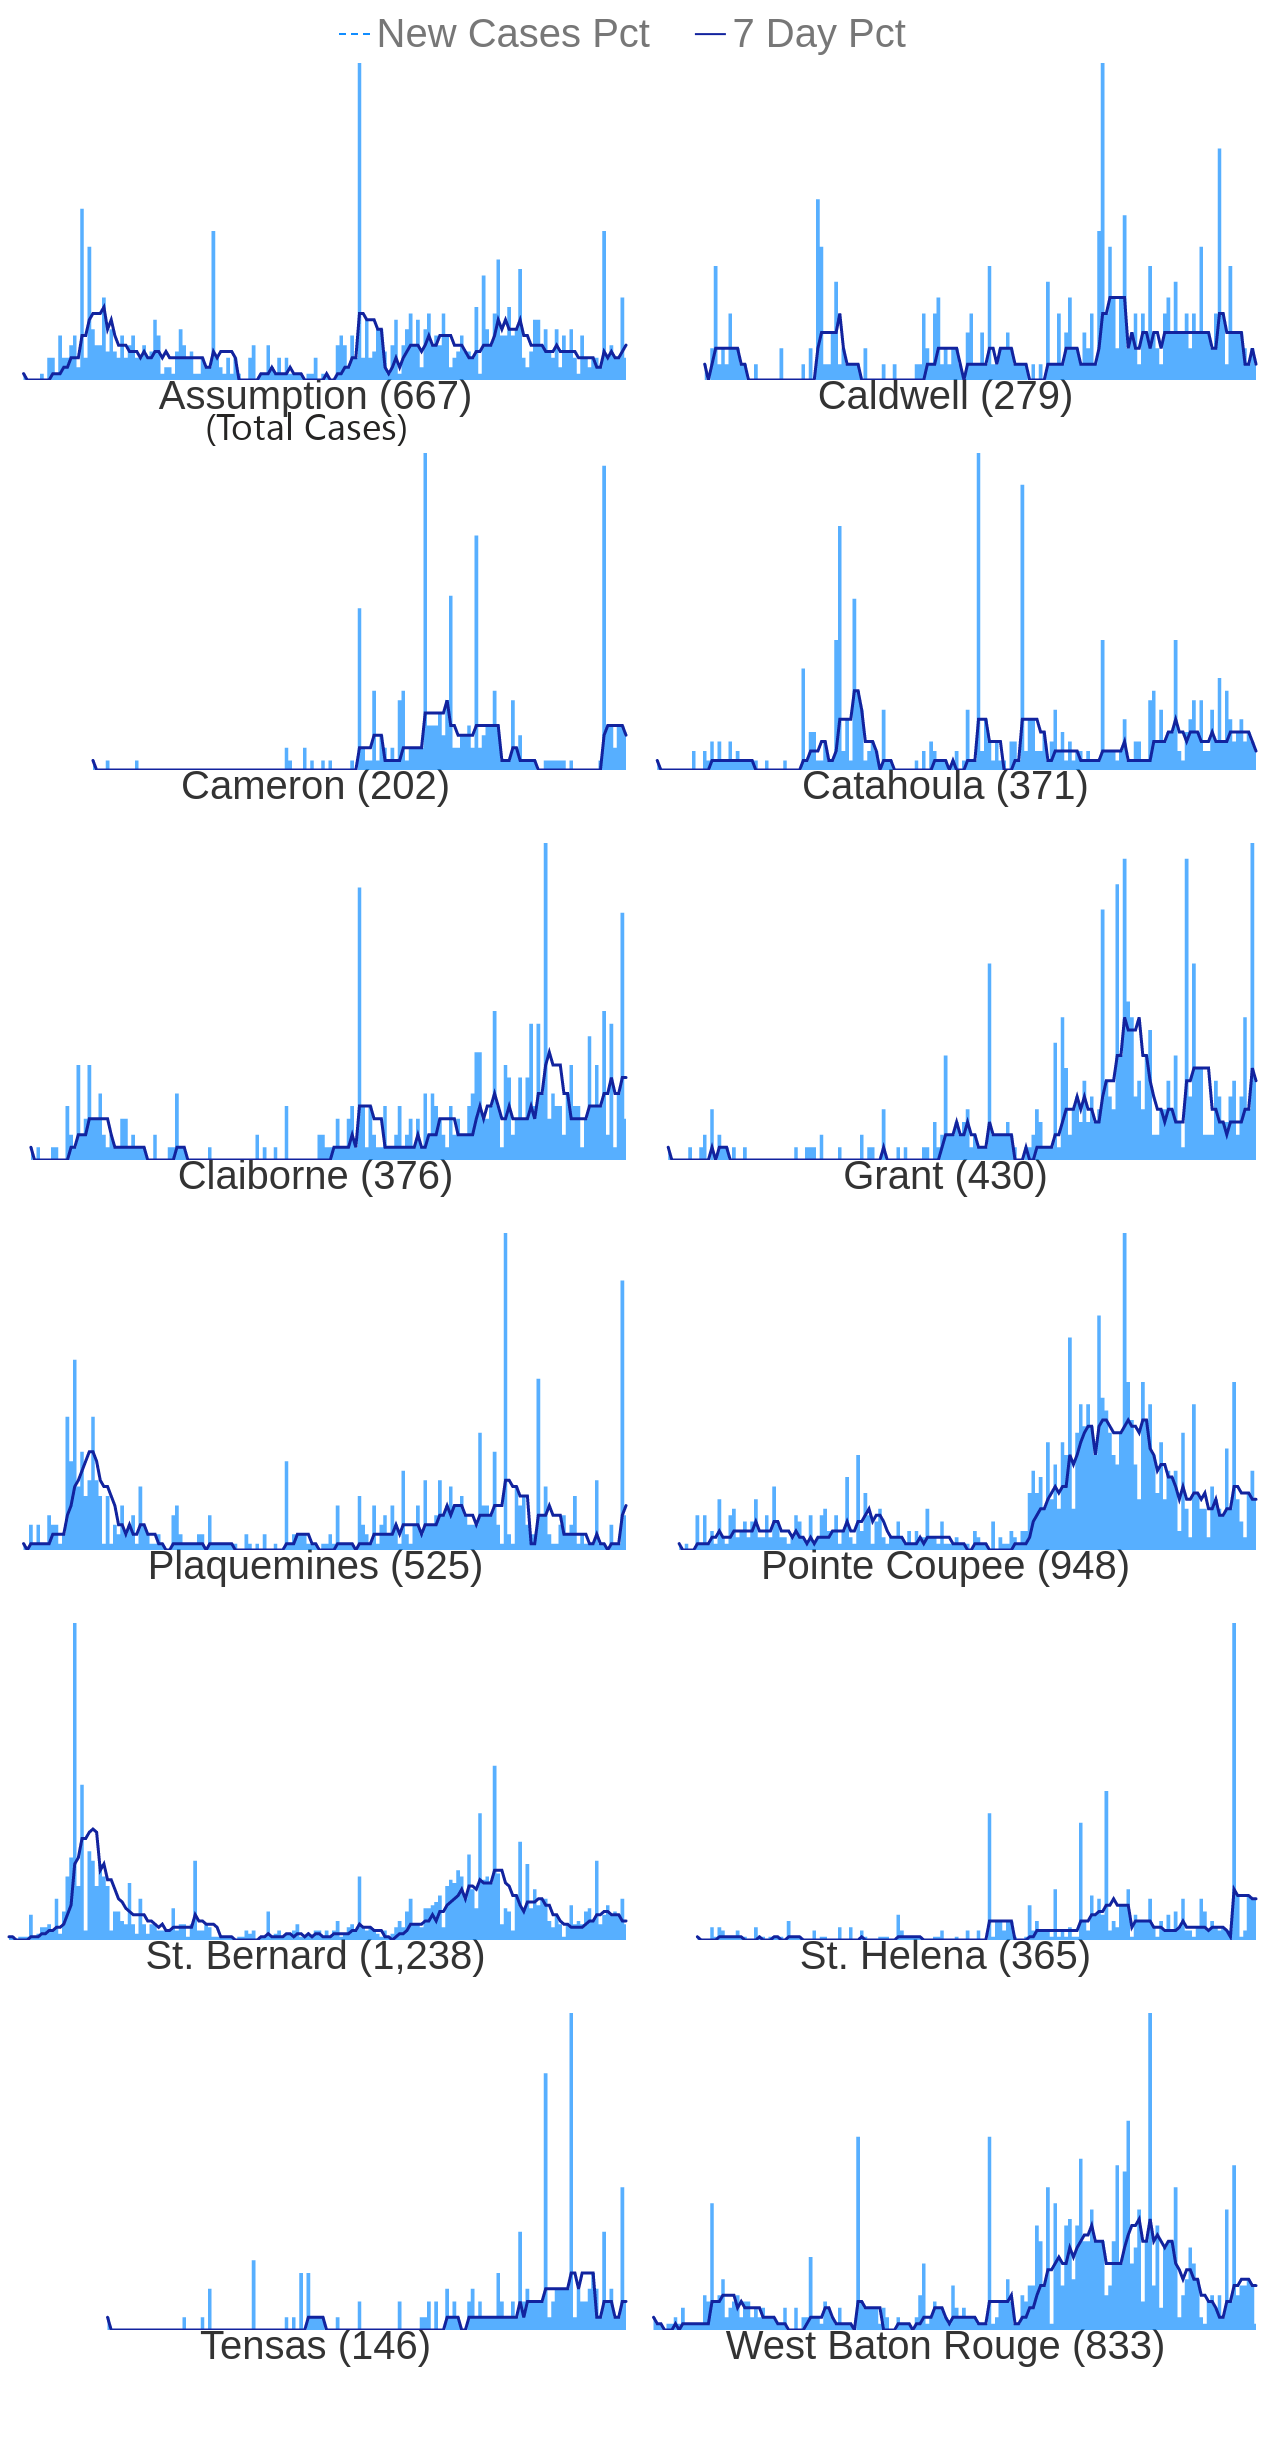 New Cases Pct 7 Day Pct
Assumption (667) Caldwell (279)
(Total Cases)
Cameron (202) Catahoula (371)
Claiborne (376) Grant (430)
Plaquemines (525) Pointe Coupee (948)
St. Bernard (1,238) St. Helena (365)
Tensas (146) West Baton Rouge (833)